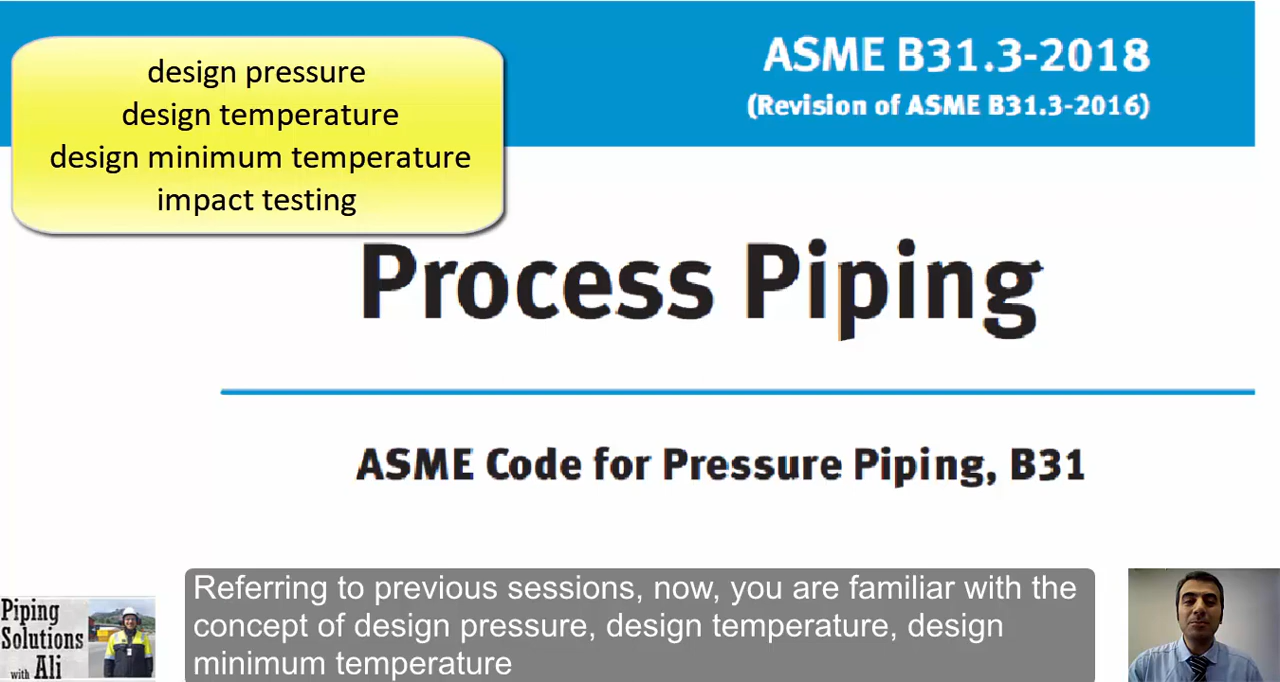 design pressure
design temperature
design minimum temperature
impact testing
ASME B31.3-2018
(Revision of ASME B31.3-2016)
Process Piping
ASME Code for Pressure Piping, B31
Piping
Solutions
with Ali
Referring to previous sessions, now, you are familiar with the
concept of design pressure, design temperature, design
minimum temperature